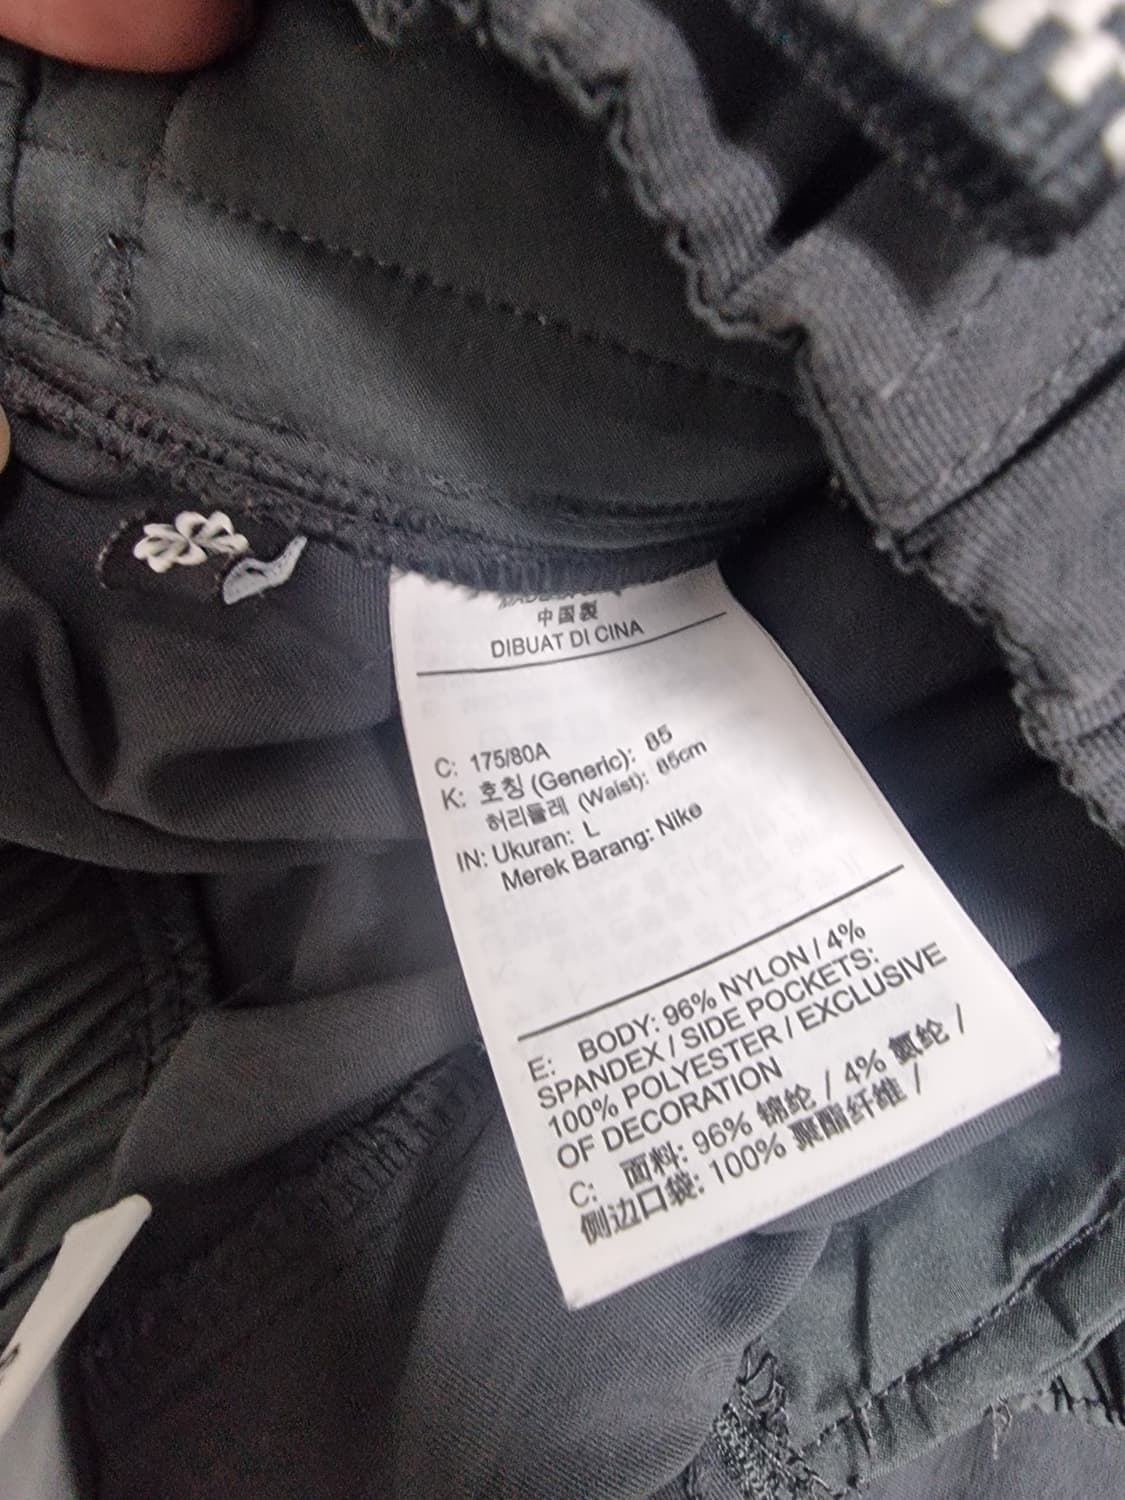 中国製
DIBUAT DI CINA
C: 175/80A
K: 호칭 (Generic): 85
허리둘레 (Waist): 85cm
IN: Ukuran: L
Merek Barang: Nike
E: BODY: 96% NYLON / 4%
SPANDEX / SIDE POCKETS:
100% POLYESTER / EXCLUSIVE
OF DECORATION
C: 面料: 96% 锦纶 / 4% 氨纶 /
侧边口袋: 100% 聚酯纤维 /